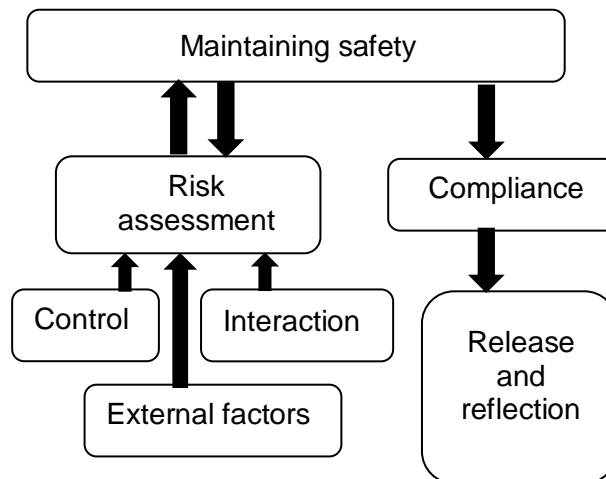 Maintaining safety
Risk
assessment
Compliance
Control
Interaction
External factors
Release
and
reflection